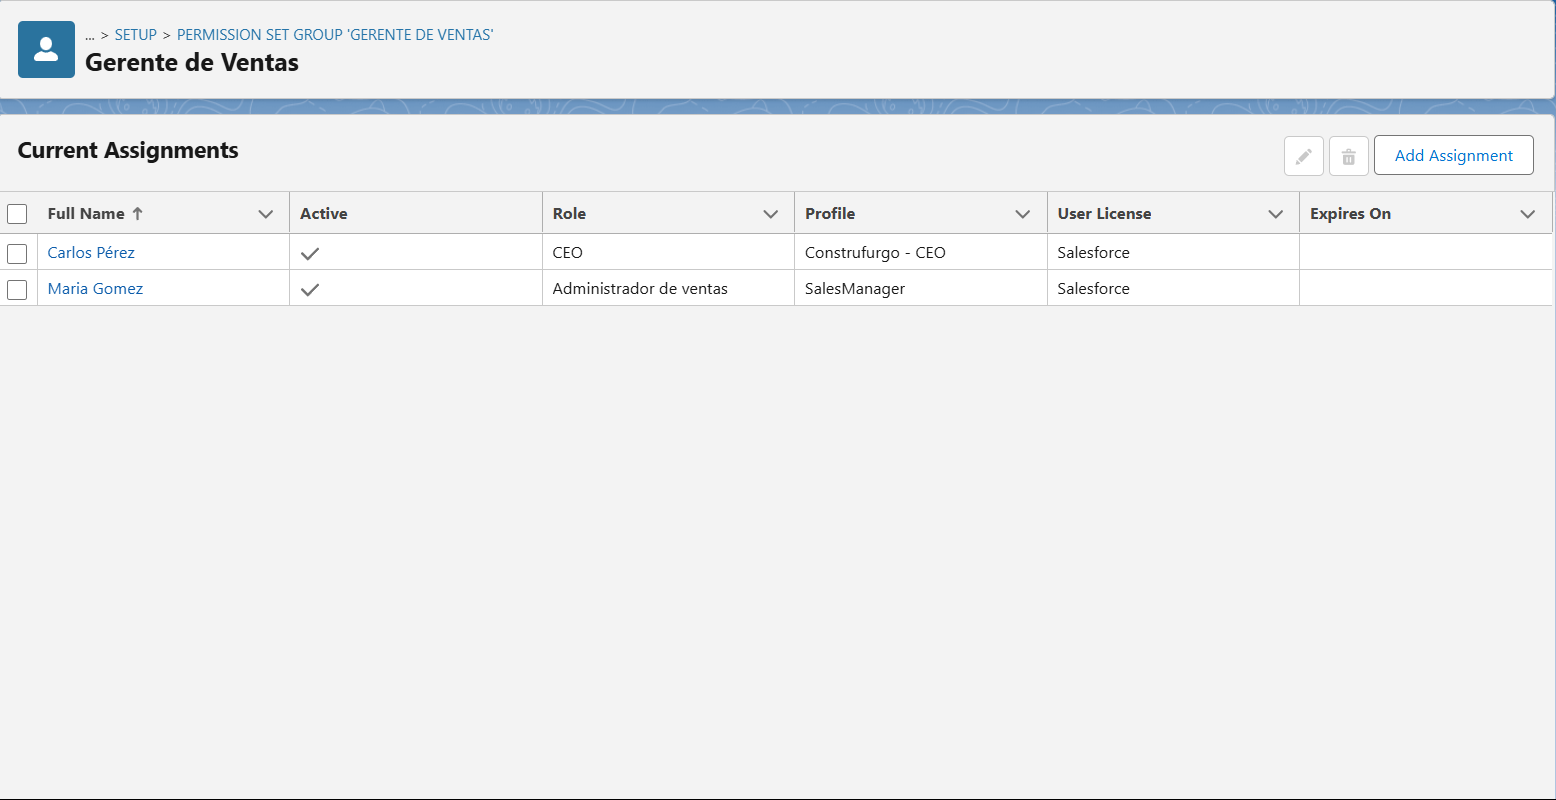 ... > SETUP > PERMISSION SET GROUP 'GERENTE DE VENTAS'
Gerente de Ventas
Current Assignments
Add Assignment
Full Name Active Role Profile User License Expires On
Carlos Pérez CEO Construfurgo - CEO Salesforce
Maria Gomez Administrador de ventas SalesManager Salesforce